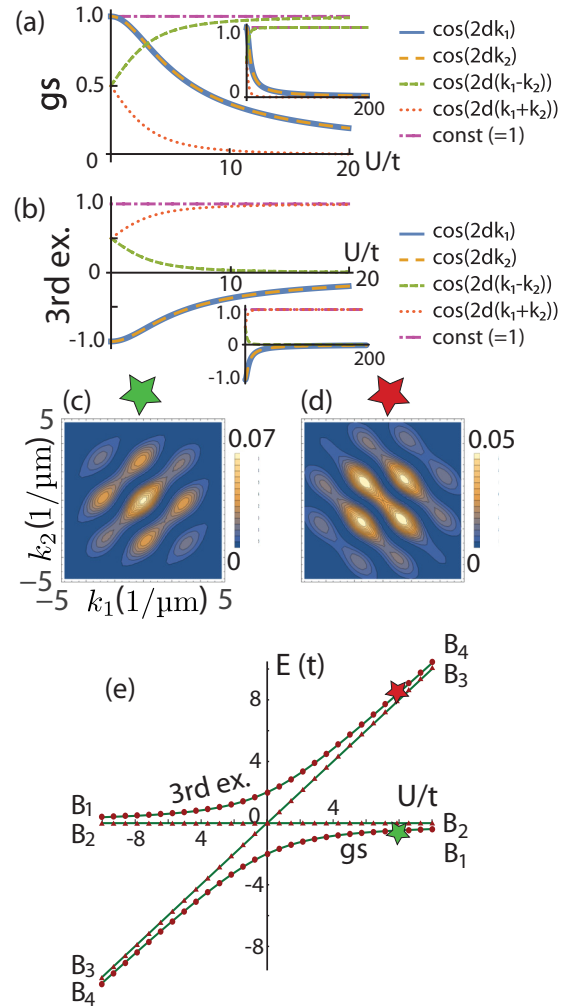 (a)
gs
1.0
0.5
0
10
20
U/t
1
0
200
cos(2dk₁)
cos(2dk₂)
cos(2d(k₁-k₂))
cos(2d(k₁+k₂))
const (=1)
(b)
3rd ex.
1.0
0
-1.0
10
U/t
20
1.0
0
-1.0
200
cos(2dk₁)
cos(2dk₂)
cos(2d(k₁-k₂))
cos(2d(k₁+k₂))
const (=1)
(c)
5
k₂(1/μm)
-5
−5
k₁(1/μm)
5
0.07
0
(d)
0.05
0
(e)
E (t)
8
4
0
-4
-8
-8
4
4
8
U/t
3rd ex.
gs
B₁
B₂
B₃
B₄
B₄
B₃
B₂
B₁